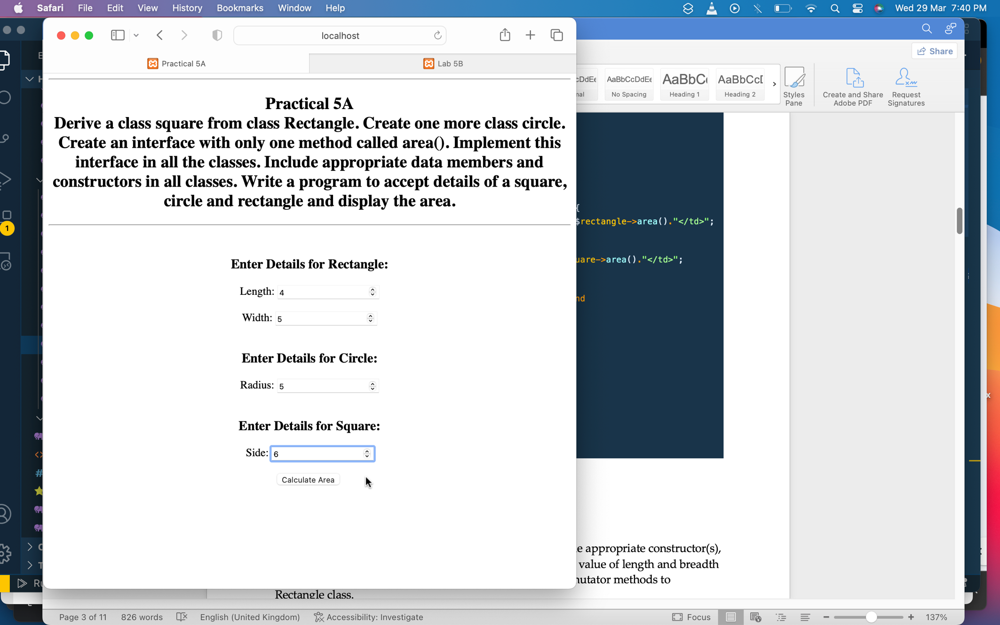 Safari File Edit View History Bookmarks Window Help
Wed 29 Mar 7:40 PM
localhost
Practical 5A
Lab 5B
Practical 5A
Derive a class square from class Rectangle. Create one more class circle.
Create an interface with only one method called area(). Implement this
interface in all the classes. Include appropriate data members and
constructors in all classes. Write a program to accept details of a square,
circle and rectangle and display the area.
Enter Details for Rectangle:
Length: 4
Width: 5
Enter Details for Circle:
Radius: 5
Enter Details for Square:
Side: 6
Calculate Area
1
Share
AaBbCcDdEe
AaBbC
No Spacing
Heading 1
Heading 2
Styles
Pane
Create and Share
Adobe PDF
Request
Signatures
{
$rectangle->area()."</td>";
->area()."</td>";
appropriate constructor(s),
value of length and breadth
methods to
Rectangle class.
Page 3 of 11 826 words English (United Kingdom) Accessibility: Investigate
Focus 137%